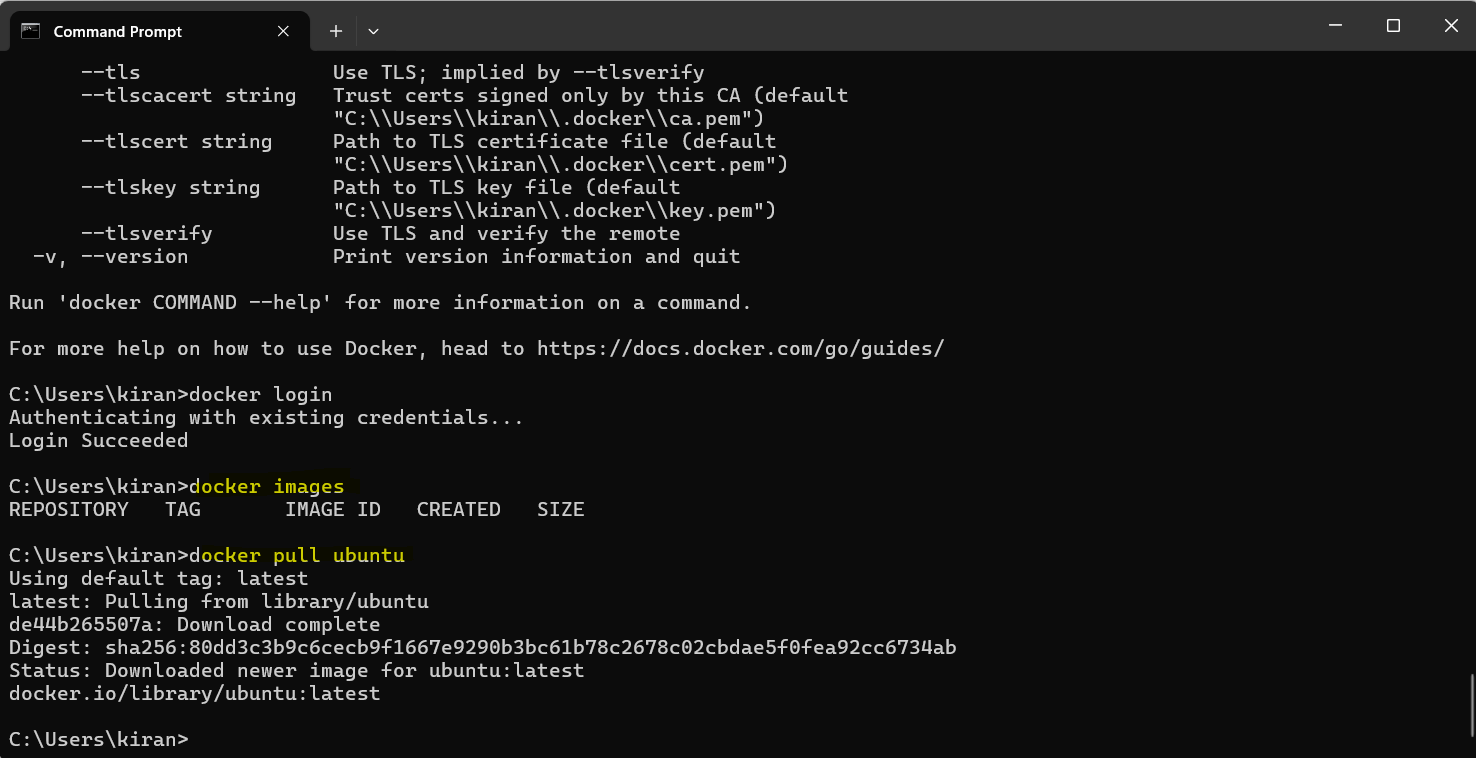 Command Prompt
--tls Use TLS; implied by --tlsverify
--tlscacert string Trust certs signed only by this CA (default
"C:\\Users\\kiran\\.docker\\ca.pem")
--tlscert string Path to TLS certificate file (default
"C:\\Users\\kiran\\.docker\\cert.pem")
--tlskey string Path to TLS key file (default
"C:\\Users\\kiran\\.docker\\key.pem")
--tlsverify Use TLS and verify the remote
-v, --version Print version information and quit
Run 'docker COMMAND --help' for more information on a command.
For more help on how to use Docker, head to https://docs.docker.com/go/guides/
C:\Users\kiran>docker login
Authenticating with existing credentials...
Login Succeeded
C:\Users\kiran>docker images
REPOSITORY TAG IMAGE ID CREATED SIZE
C:\Users\kiran>docker pull ubuntu
Using default tag: latest
latest: Pulling from library/ubuntu
de44b265507a: Download complete
Digest: sha256:80dd3c3b9c6cecb9f1667e9290b3bc61b78c2678c02cbdae5f0fea92cc6734ab
Status: Downloaded newer image for ubuntu:latest
docker.io/library/ubuntu:latest
C:\Users\kiran>